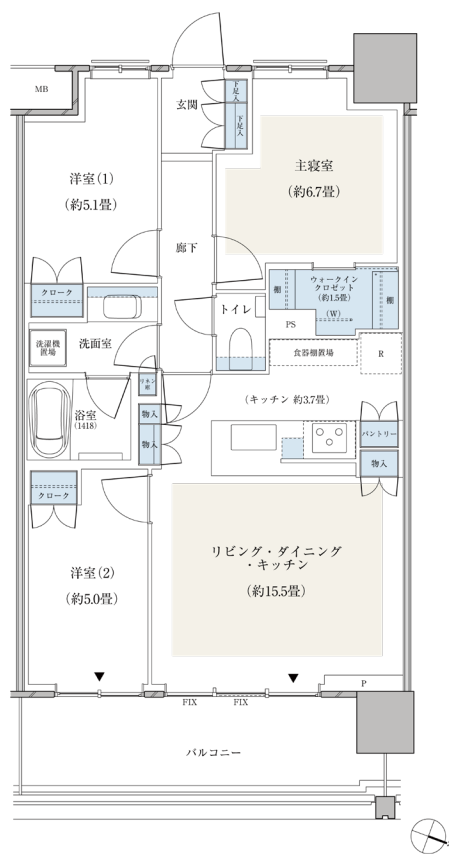 MB
玄関
下足入
下足入
主寝室
(約6.7畳)
洋室(1)
(約5.1畳)
廊下
クローク
トイレ
ウォークイン
クロゼット
(約1.5畳)
(W)
棚
棚
PS
洗濯機
置場
洗面室
食器棚置場
R
リネン庫
浴室
(1418)
物入
物入
(キッチン 約3.7畳)
パントリー
物入
クローク
リビング・ダイニング
・キッチン
(約15.5畳)
洋室(2)
(約5.0畳)
P
FIX
FIX
バルコニー